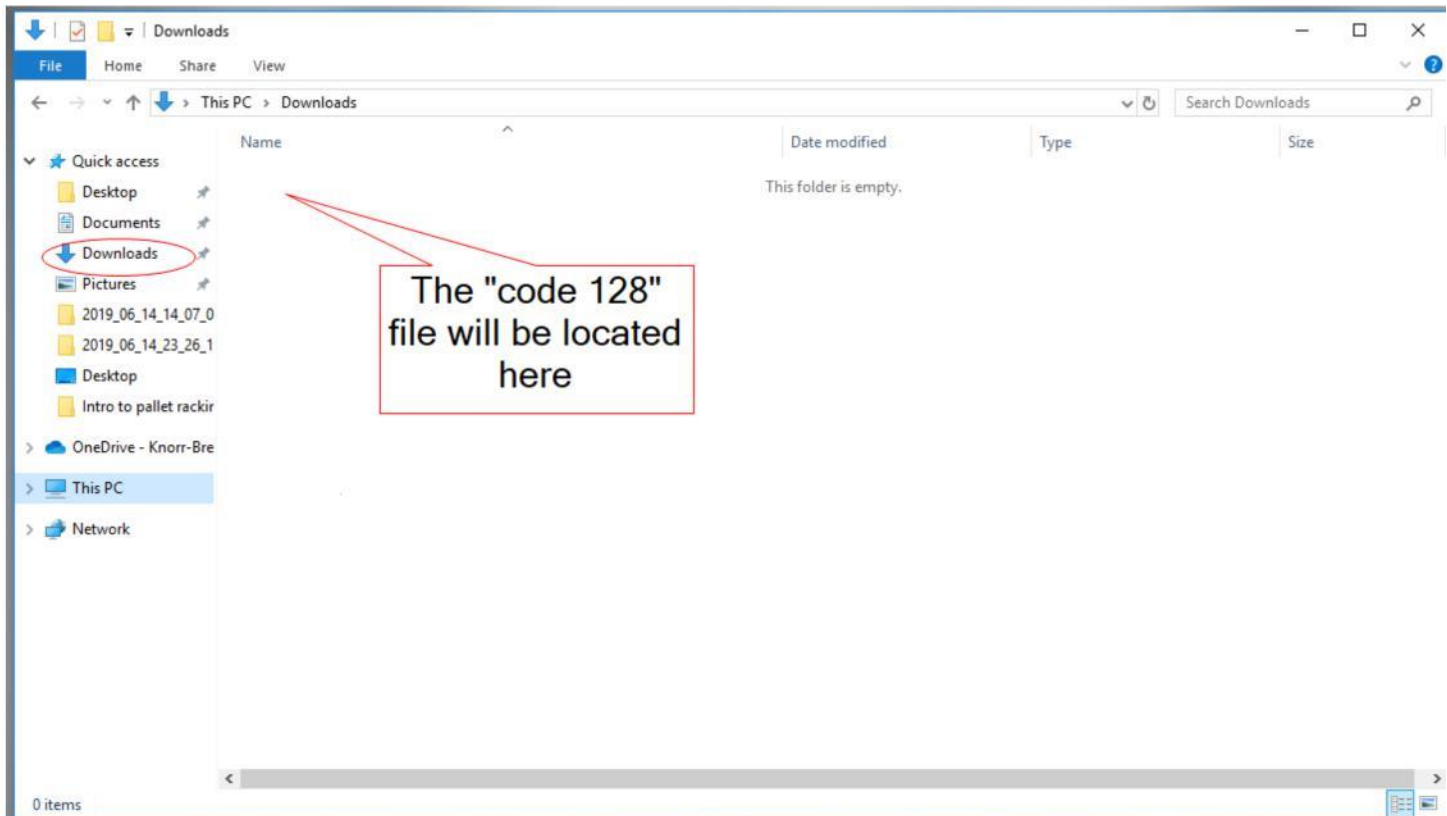 Downloads
File Home Share View
This PC > Downloads
Search Downloads
Name Date modified Type Size
This folder is empty.
Quick access
Desktop
Documents
Downloads
Pictures
2019_06_14_14_07_0
2019_06_14_23_26_1
Desktop
Intro to pallet rackir
OneDrive - Knorr-Bre
This PC
Network
The "code 128"
file will be located
here
0 items